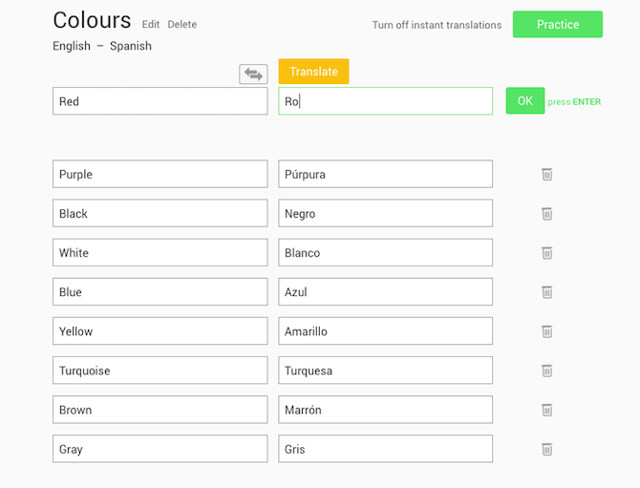 Colours Edit Delete Turn off instant translations Practice
English – Spanish
Translate
Red Ro OK press ENTER
Purple Púrpura
Black Negro
White Blanco
Blue Azul
Yellow Amarillo
Turquoise Turquesa
Brown Marrón
Gray Gris